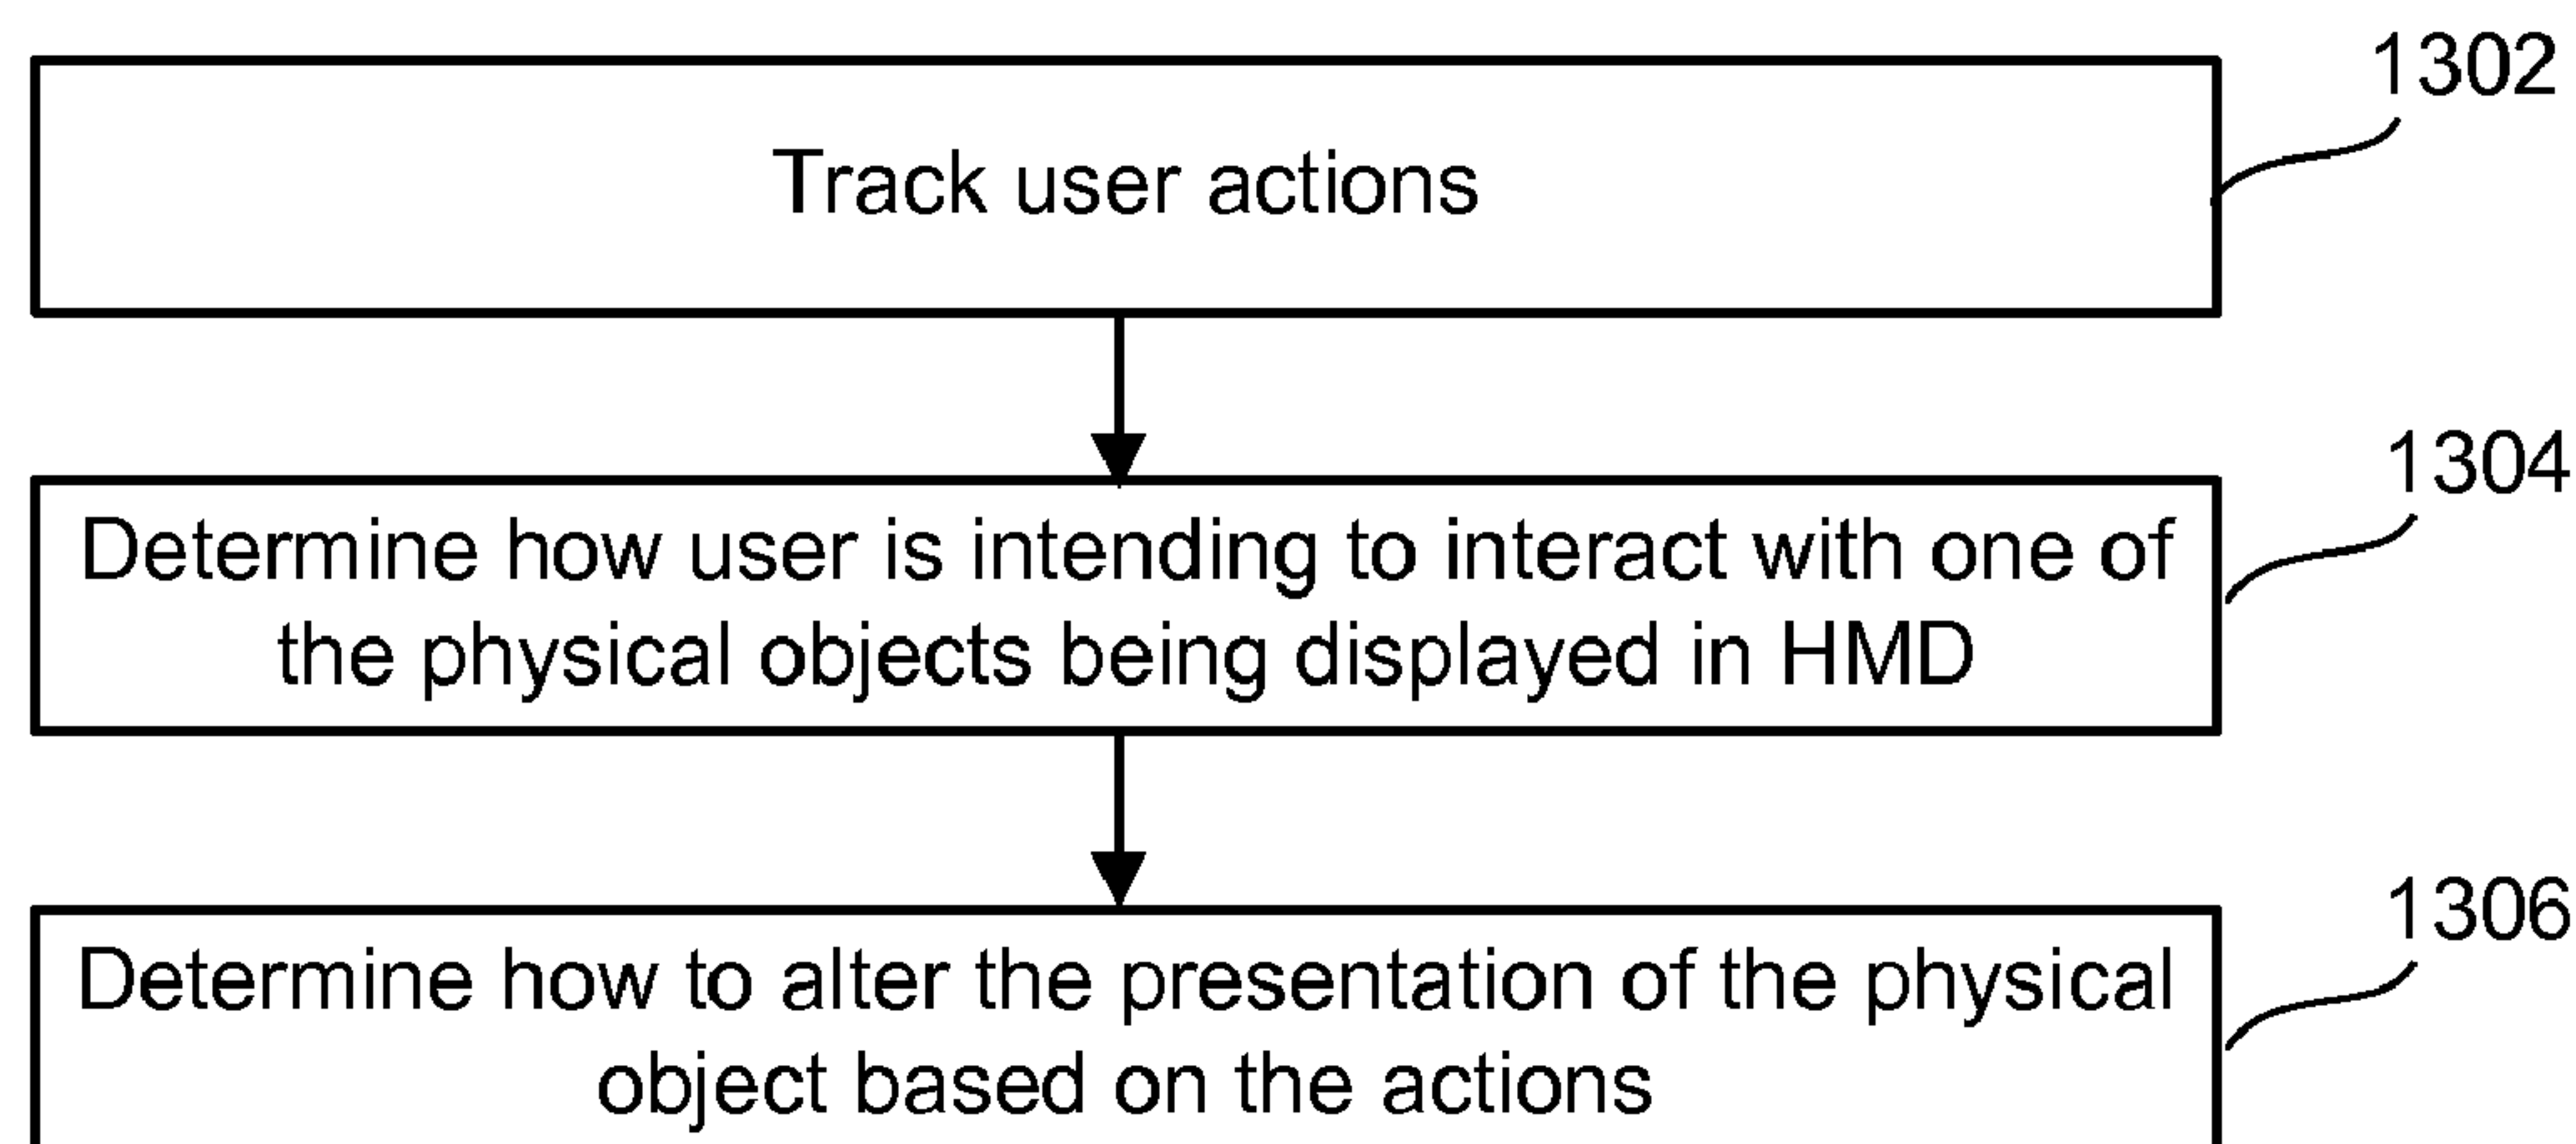 1302
Track user actions
1304
Determine how user is intending to interact with one of
the physical objects being displayed in HMD
1306
Determine how to alter the presentation of the physical
object based on the actions